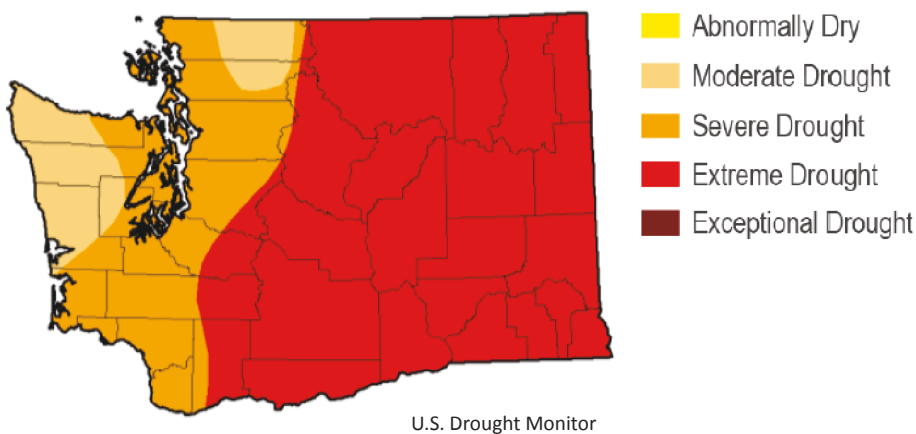 Abnormally Dry
Moderate Drought
Severe Drought
Extreme Drought
Exceptional Drought
U.S. Drought Monitor